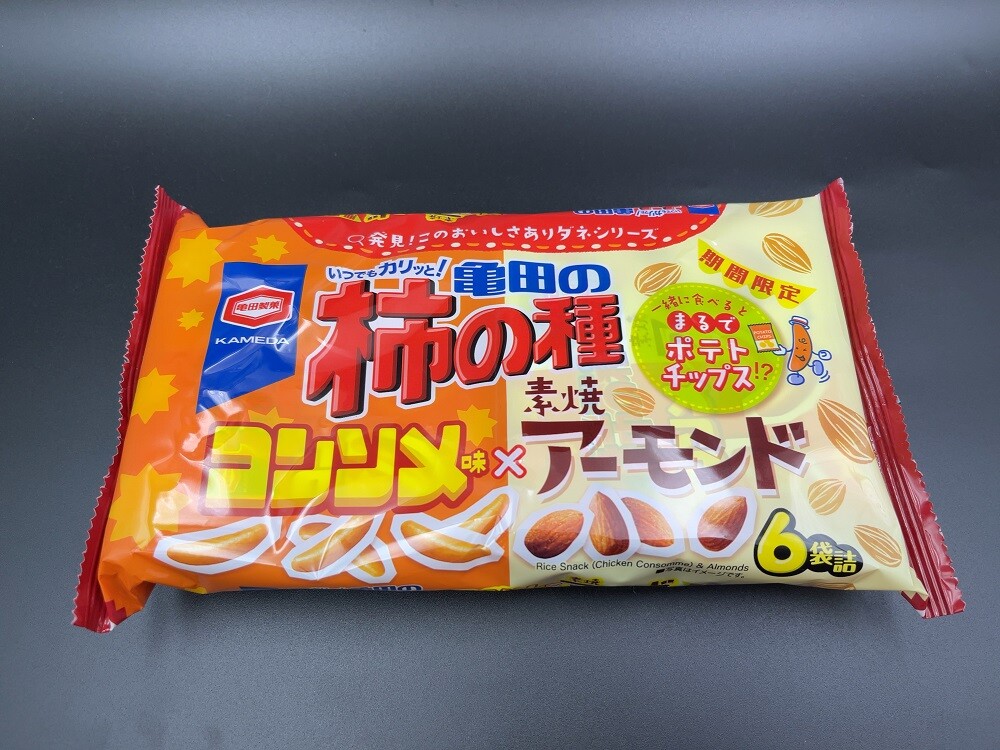 発見!このおいしさありダネシリーズ
いつでもカリッと!
亀田の
柿の種
亀田製菓
KAMEDA
期間限定
一緒に食べると
まるで
ポテト
チップス!?
POTATO
CHIPS
コンソメ味×素焼アーモンド
6袋詰
Rice Snack (Chicken Consomme) & Almonds
■写真はイメージです。